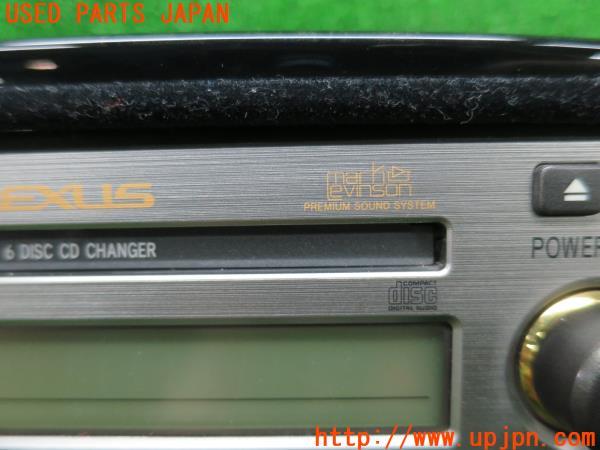 USED PARTS JAPAN
EXUS
mark levinson
PREMIUM SOUND SYSTEM
6 DISC CD CHANGER
POWER
COMPACT
disc
DIGITAL AUDIO
https://www.upjpn.com/